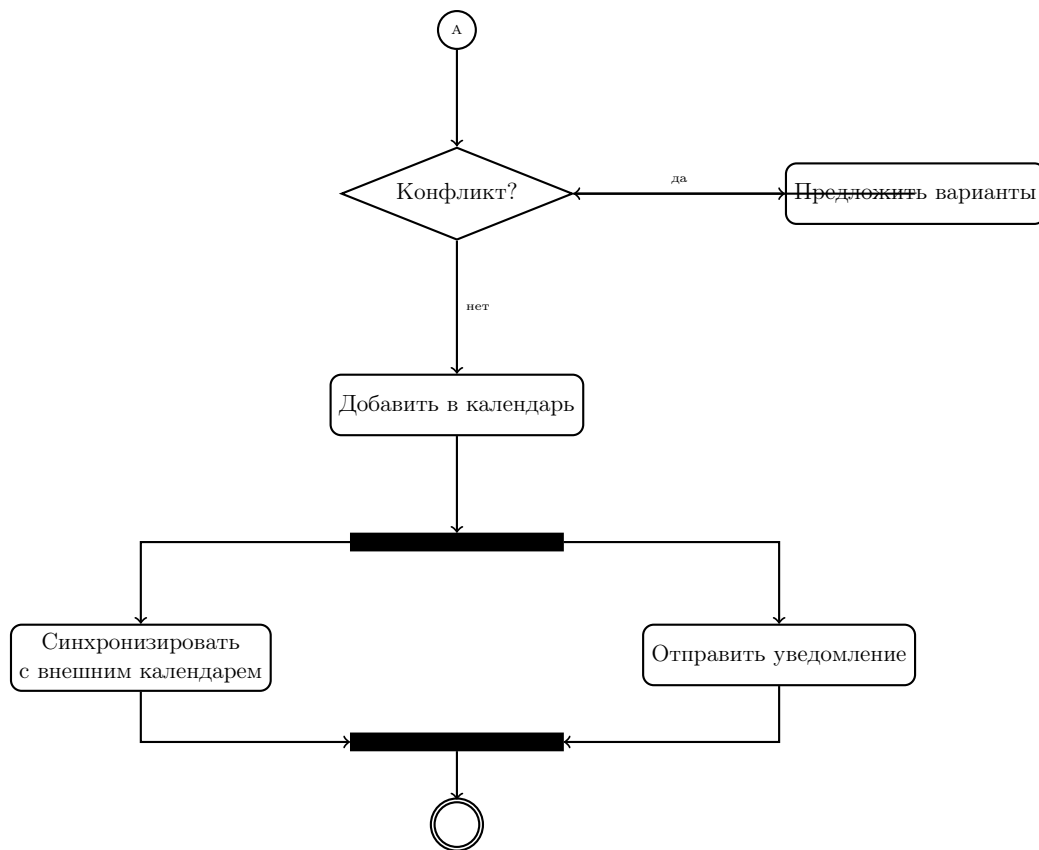 A
Конфликт?
да
Предложить варианты
нет
Добавить в календарь
Синхронизировать
с внешним календарем
Отправить уведомление